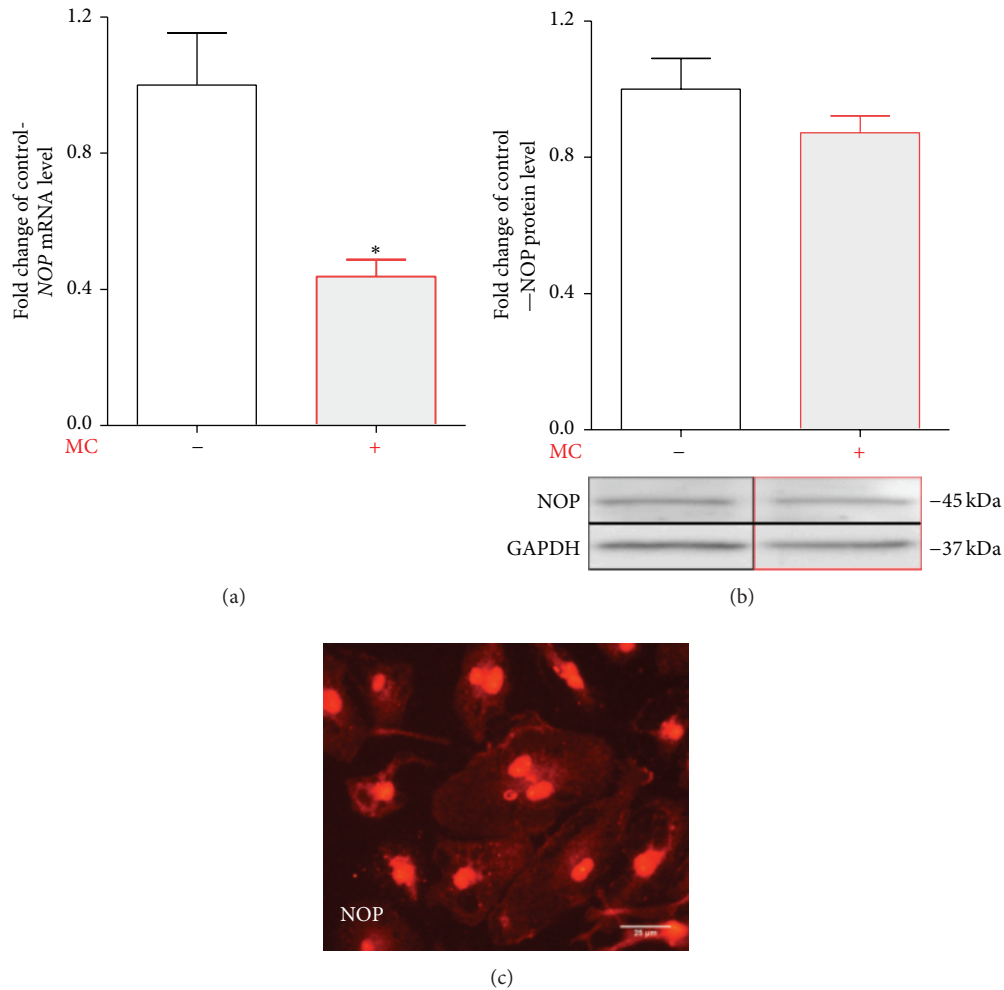 1.2
0.8
0.4
0.0
Fold change of control-
NOP mRNA level
*
MC
−
+
(a)
1.2
0.8
0.4
0.0
Fold change of control
—NOP protein level
MC
−
+
NOP
−45 kDa
GAPDH
−37 kDa
(b)
NOP
25 μm
(c)